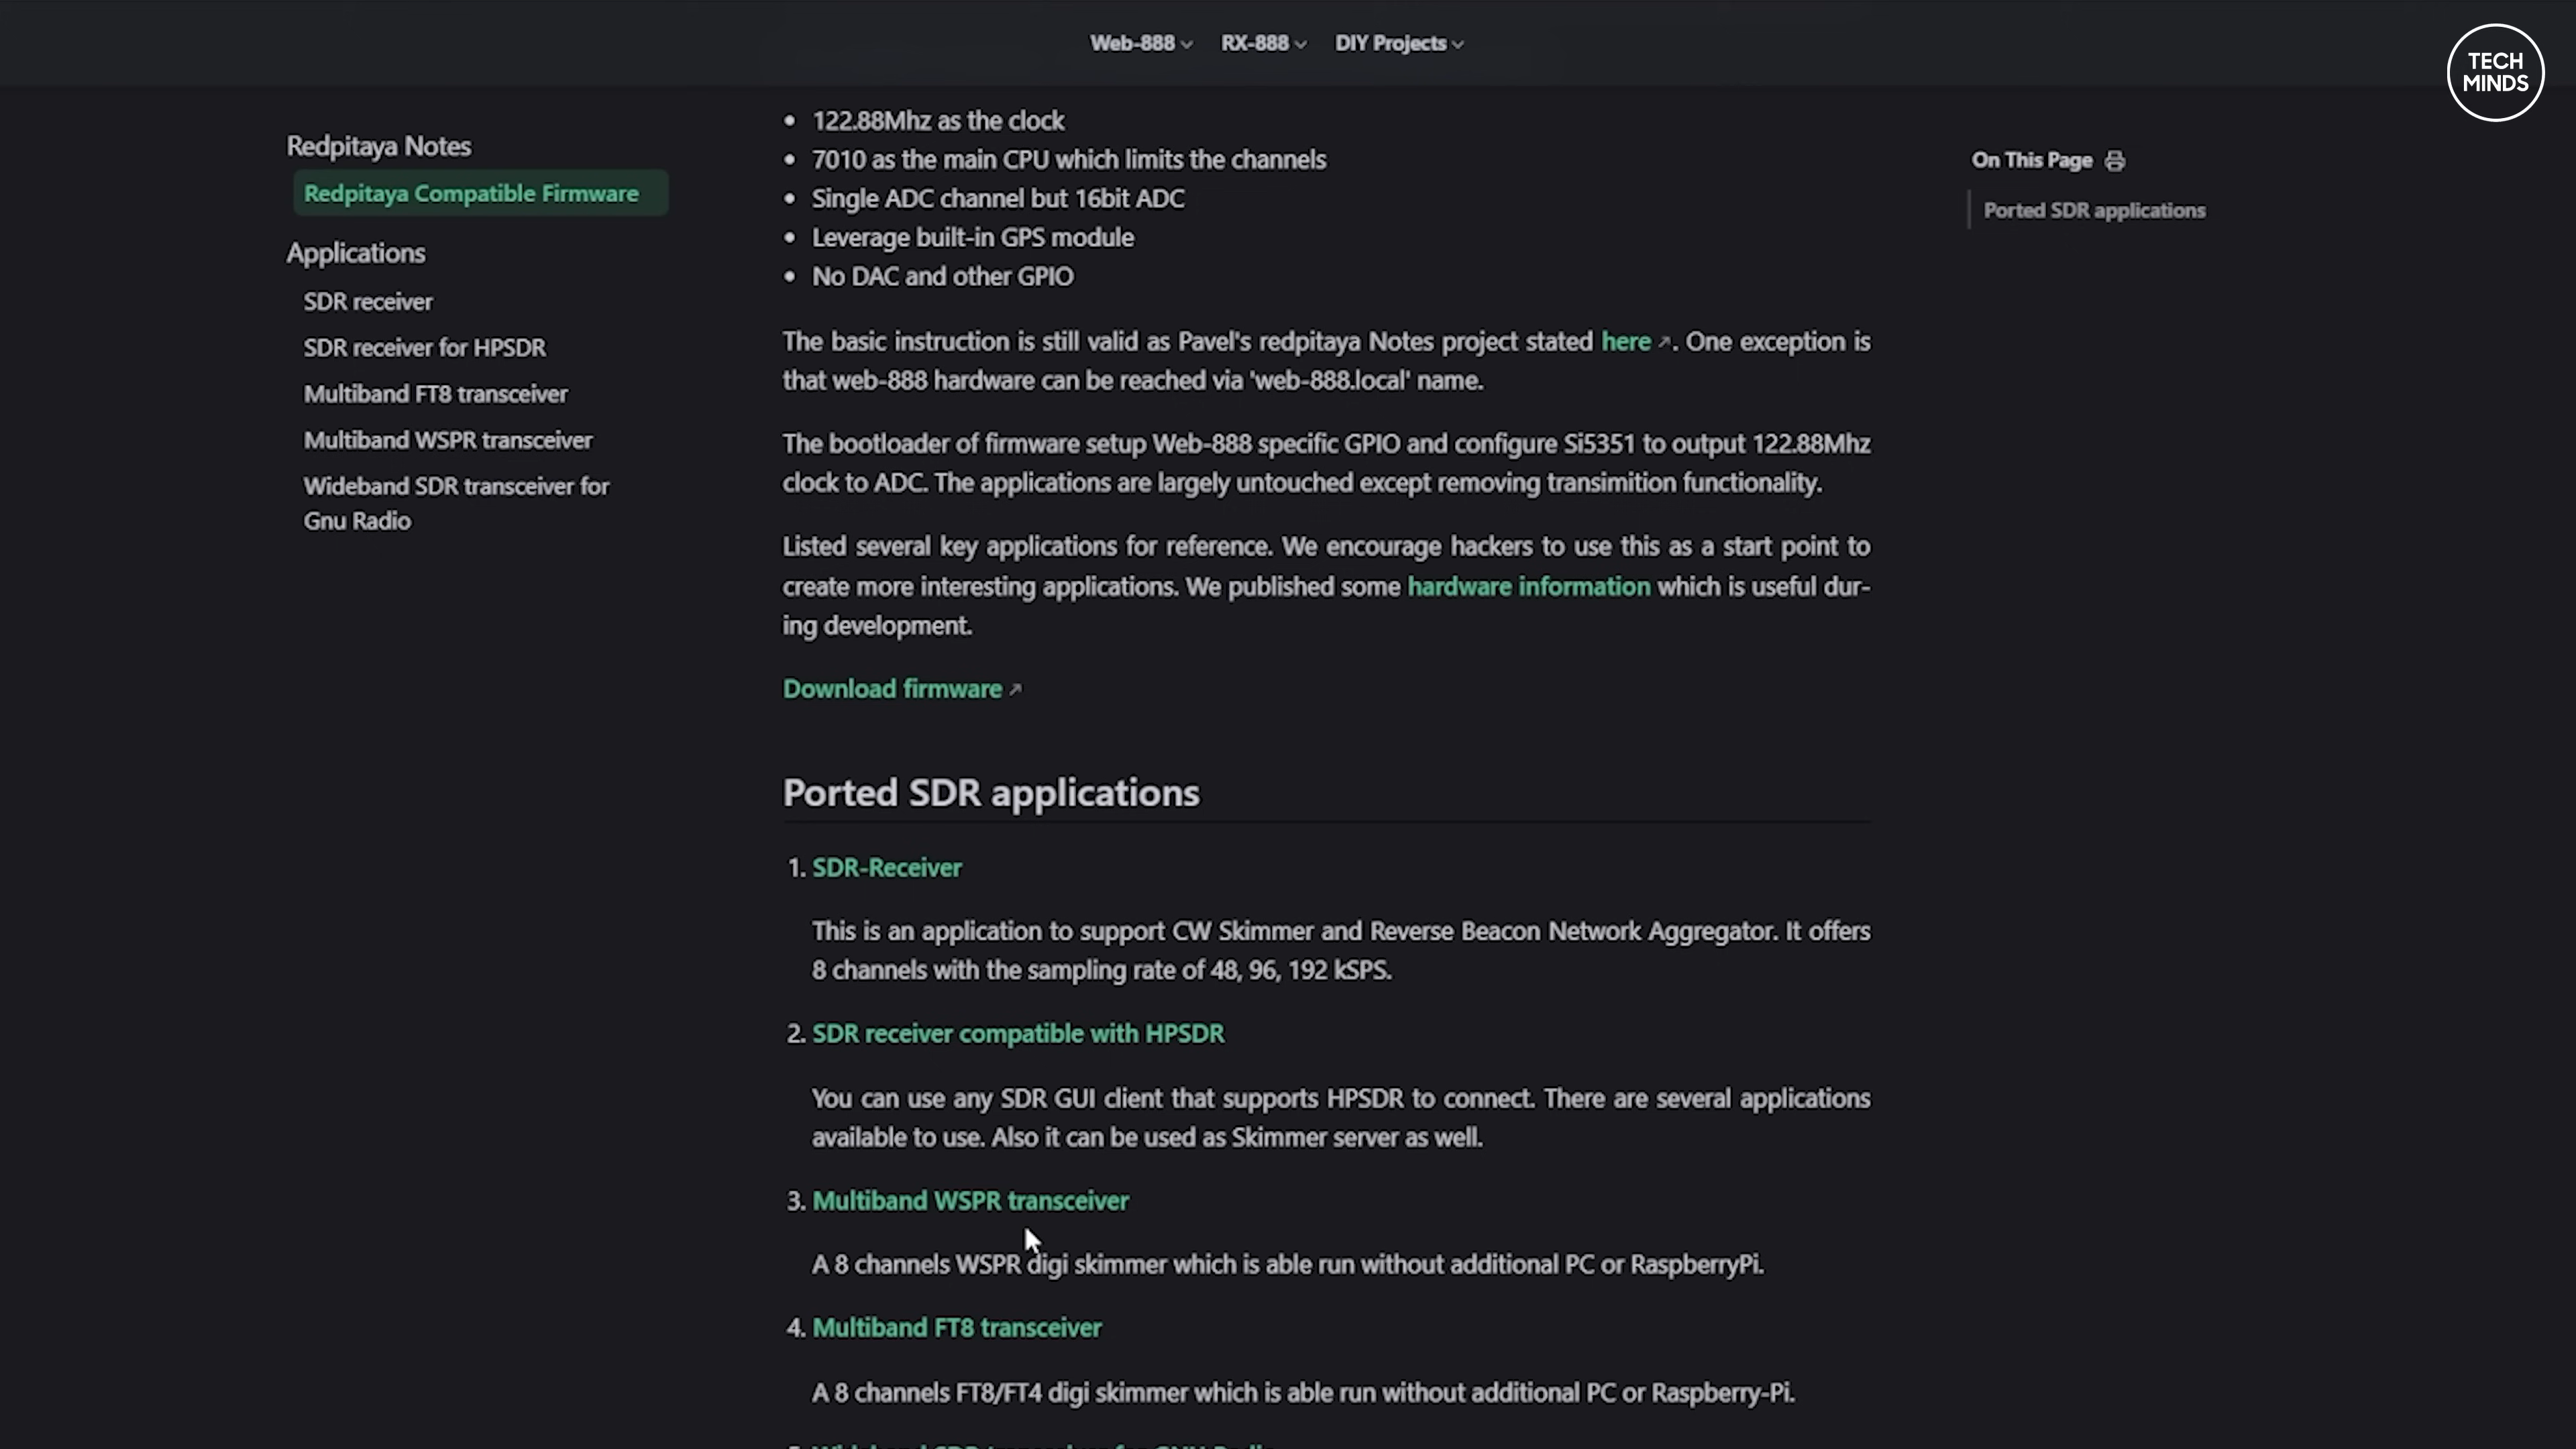 Web-888 RX-888 DIY Projects
TECH
MINDS
Redpitaya Notes
Redpitaya Compatible Firmware
Applications
SDR receiver
SDR receiver for HPSDR
Multiband FT8 transceiver
Multiband WSPR transceiver
Wideband SDR transceiver for
Gnu Radio
• 122.88Mhz as the clock
• 7010 as the main CPU which limits the channels
• Single ADC channel but 16bit ADC
• Leverage built-in GPS module
• No DAC and other GPIO
The basic instruction is still valid as Pavel's redpitaya Notes project stated here. One exception is
that web-888 hardware can be reached via 'web-888.local' name.
The bootloader of firmware setup Web-888 specific GPIO and configure Si5351 to output 122.88Mhz
clock to ADC. The applications are largely untouched except removing transimition functionality.
Listed several key applications for reference. We encourage hackers to use this as a start point to
create more interesting applications. We published some hardware information which is useful dur-
ing development.
Download firmware
Ported SDR applications
1. SDR-Receiver
This is an application to support CW Skimmer and Reverse Beacon Network Aggregator. It offers
8 channels with the sampling rate of 48, 96, 192 kSPS.
2. SDR receiver compatible with HPSDR
You can use any SDR GUI client that supports HPSDR to connect. There are several applications
available to use. Also it can be used as Skimmer server as well.
3. Multiband WSPR transceiver
A 8 channels WSPR digi skimmer which is able run without additional PC or RaspberryPi.
4. Multiband FT8 transceiver
A 8 channels FT8/FT4 digi skimmer which is able run without additional PC or Raspberry-Pi.
On This Page
Ported SDR applications